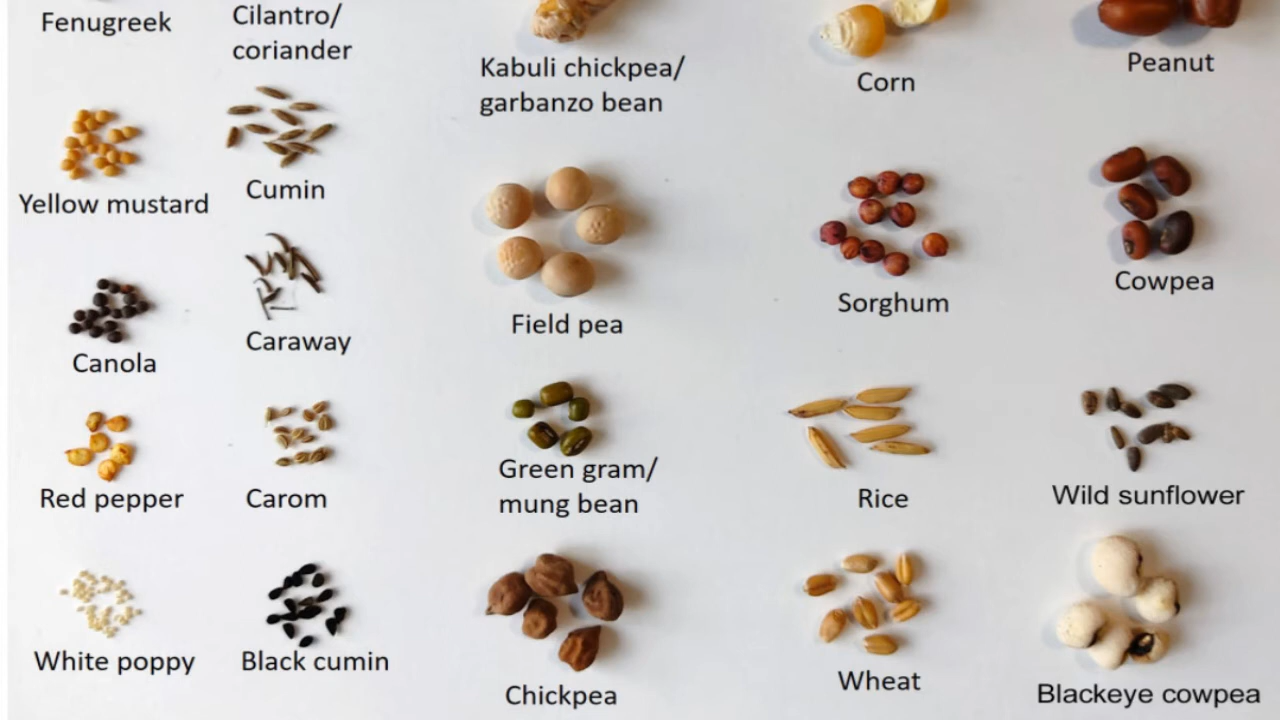 Fenugreek
Cilantro/
coriander
Kabuli chickpea/
garbanzo bean
Corn
Peanut
Yellow mustard
Cumin
Field pea
Sorghum
Cowpea
Canola
Caraway
Green gram/
mung bean
Rice
Wild sunflower
Red pepper
Carom
White poppy
Black cumin
Chickpea
Wheat
Blackeye cowpea